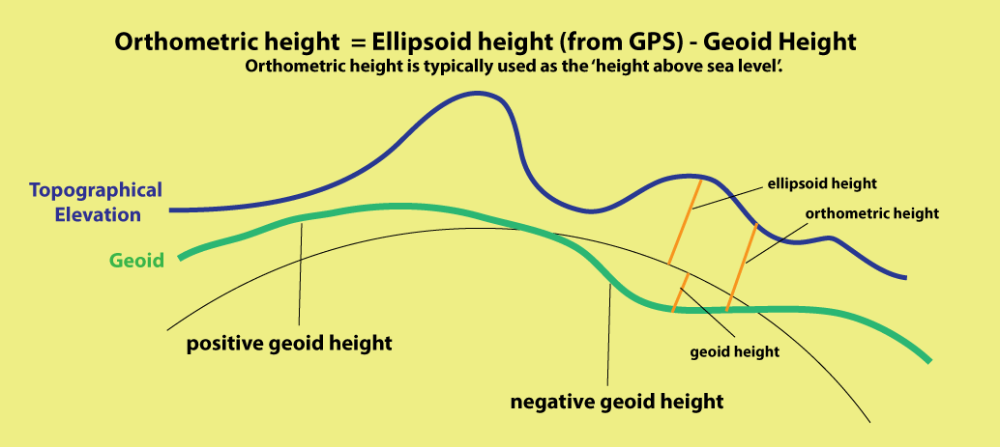 Orthometric height = Ellipsoid height (from GPS) - Geoid Height
Orthometric height is typically used as the 'height above sea level'.
Topographical
Elevation
ellipsoid height
orthometric height
Geoid
positive geoid height
geoid height
negative geoid height